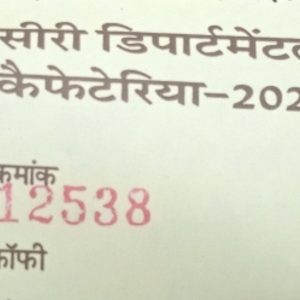 सीरी डिपार्टमेंटल
कैफेटेरिया-202
क्रमांक
12538
कॉफी